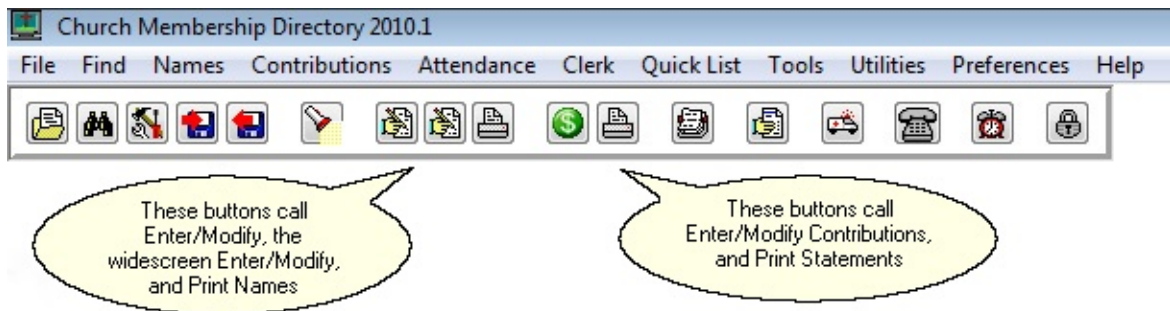 Church Membership Directory 2010.1
File Find Names Contributions Attendance Clerk Quick List Tools Utilities Preferences Help
These buttons call
Enter/Modify, the
widescreen Enter/Modify,
and Print Names
These buttons call
Enter/Modify Contributions,
and Print Statements